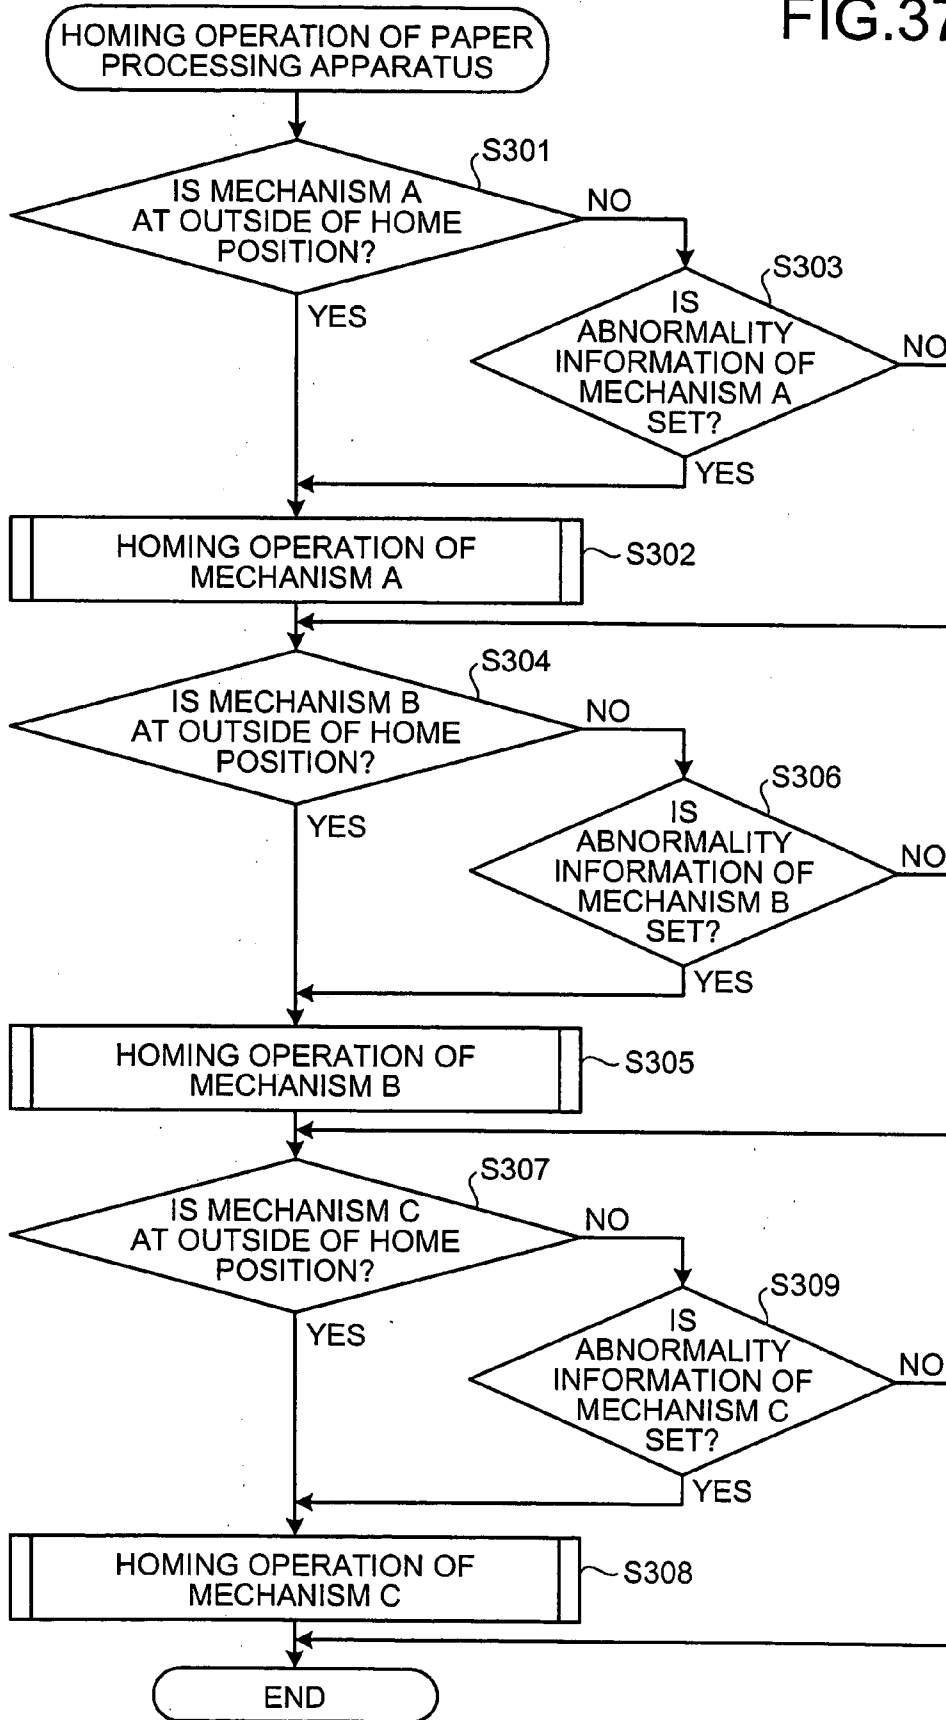 FIG.37
HOMING OPERATION OF PAPER
PROCESSING APPARATUS
S301
IS MECHANISM A
AT OUTSIDE OF HOME
POSITION?
NO
YES
S303
IS
ABNORMALITY
INFORMATION OF
MECHANISM A
SET?
NO
YES
HOMING OPERATION OF
MECHANISM A
S302
S304
IS MECHANISM B
AT OUTSIDE OF HOME
POSITION?
NO
YES
S306
IS
ABNORMALITY
INFORMATION OF
MECHANISM B
SET?
NO
YES
HOMING OPERATION OF
MECHANISM B
S305
S307
IS MECHANISM C
AT OUTSIDE OF HOME
POSITION?
NO
YES
S309
IS
ABNORMALITY
INFORMATION OF
MECHANISM C
SET?
NO
YES
HOMING OPERATION OF
MECHANISM C
S308
END